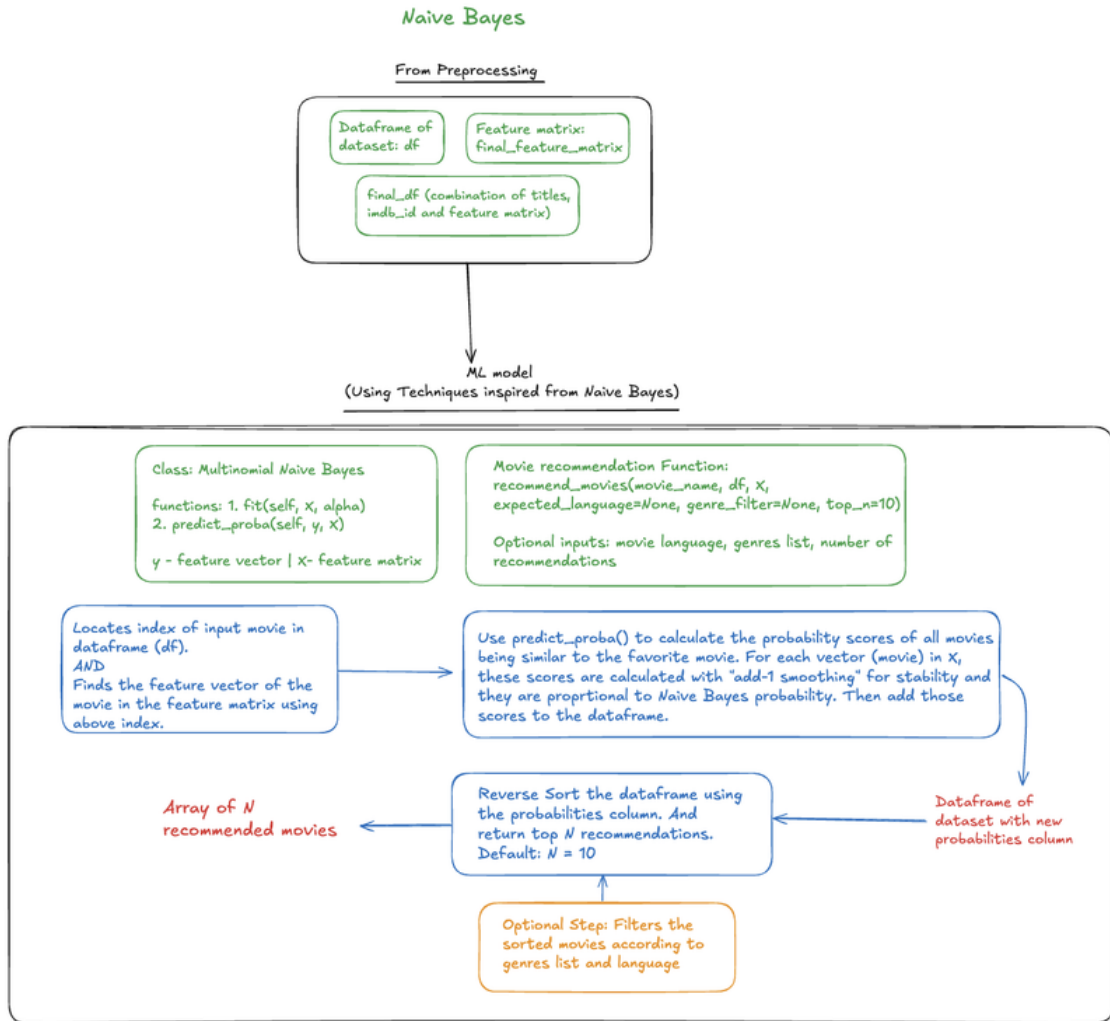 Naive Bayes
From Preprocessing
Dataframe of
dataset: df
Feature matrix:
final_feature_matrix
final_df (combination of titles,
imdb_id and feature matrix)
ML model
(Using Techniques inspired from Naive Bayes)
Class: Multinomial Naive Bayes
functions: 1. fit(self, X, alpha)
2. predict_proba(self, y, X)
y - feature vector | X- feature matrix
Movie recommendation Function:
recommend_movies(movie_name, df, X,
expected_language=None, genre_filter=None, top_n=10)
Optional inputs: movie language, genres list, number of
recommendations
Locates index of input movie in
dataframe (df).
AND
Finds the feature vector of the
movie in the feature matrix using
above index.
Use predict_proba() to calculate the probability scores of all movies
being similar to the favorite movie. For each vector (movie) in X,
these scores are calculated with "add-1 smoothing" for stability and
they are proprtional to Naive Bayes probability. Then add those
scores to the dataframe.
Dataframe of
dataset with new
probabilities column
Reverse Sort the dataframe using
the probabilities column. And
return top N recommendations.
Default: N = 10
Array of N
recommended movies
Optional Step: Filters the
sorted movies according to
genres list and language